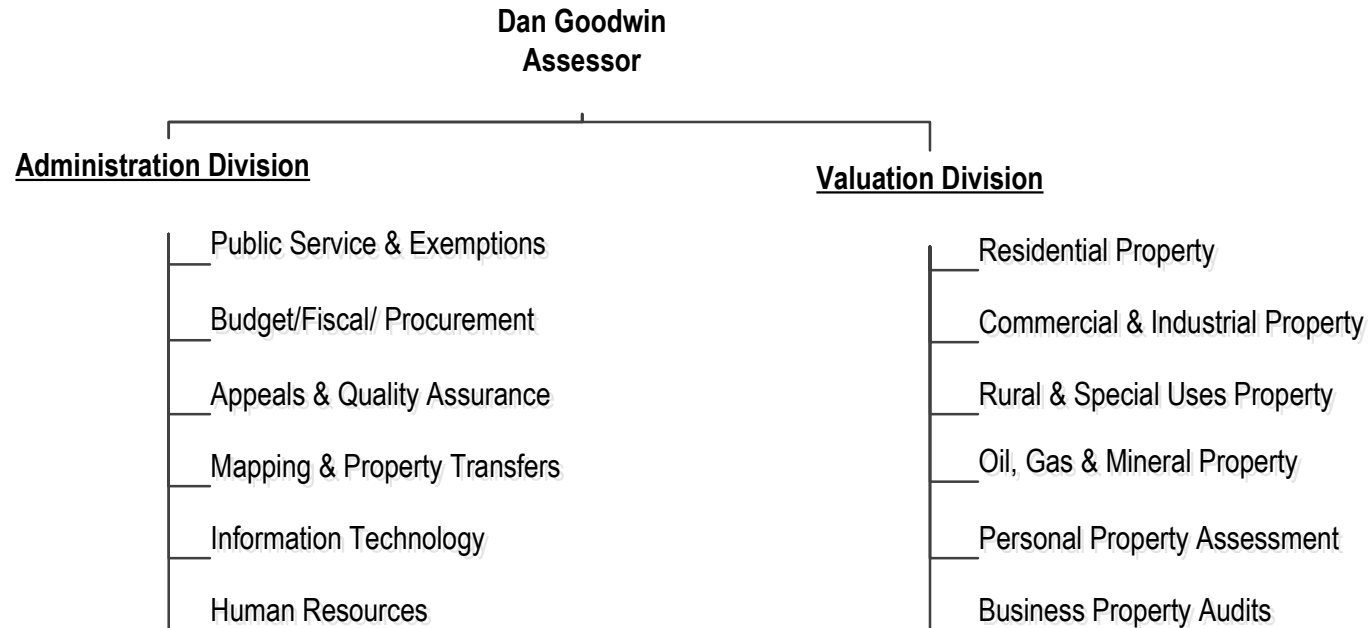 Dan Goodwin
Assessor
Administration Division
Public Service & Exemptions
Budget/Fiscal/ Procurement
Appeals & Quality Assurance
Mapping & Property Transfers
Information Technology
Human Resources
Valuation Division
Residential Property
Commercial & Industrial Property
Rural & Special Uses Property
Oil, Gas & Mineral Property
Personal Property Assessment
Business Property Audits